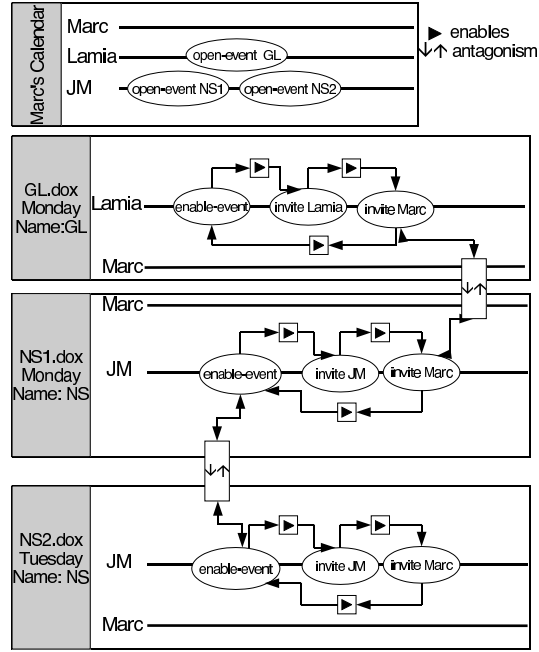 Marc's Calendar
Marc
Lamia
open-event GL
JM
open-event NS1
open-event NS2
enables
antagonism
GL.dox
Monday
Name:GL
Lamia
enable-event
invite Lamia
invite Marc
Marc
NS1.dox
Monday
Name: NS
Marc
JM
enable-event
invite JM
invite Marc
NS2.dox
Tuesday
Name: NS
JM
enable-event
invite JM
invite Marc
Marc